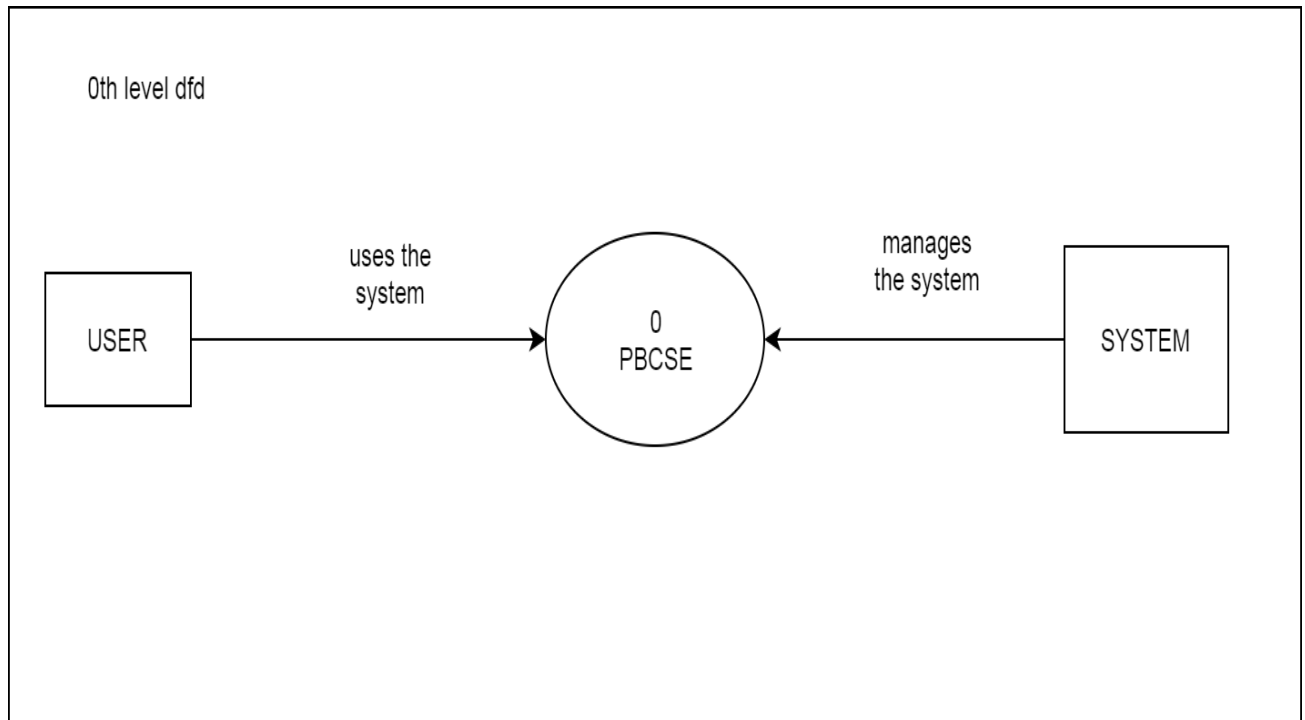 0th level dfd
uses the
system
manages
the system
USER
0
PBCSE
SYSTEM